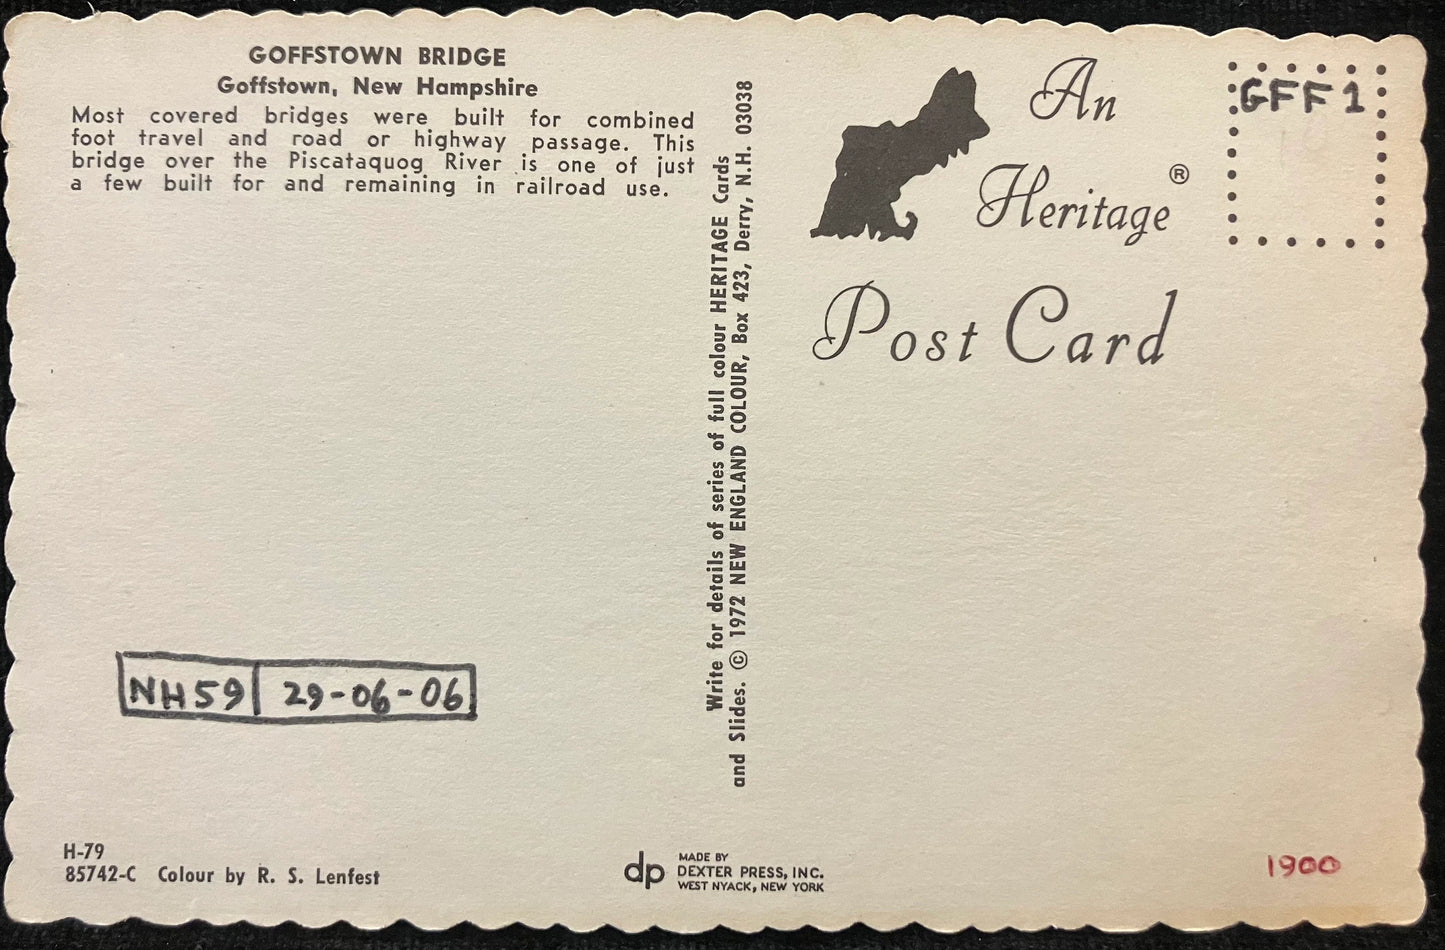 GOFFSTOWN BRIDGE
Goffstown, New Hampshire
Most covered bridges were built for combined
foot travel and road or highway passage. This
bridge over the Piscataquog River is one of just
a few built for and remaining in railroad use.
NH59 29-06-06
H-79
85742-C Colour by R. S. Lenfest
Write for details of series of full colour HERITAGE Cards
and Slides. © 1972 NEW ENGLAND COLOUR, Box 423, Derry, N.H. 03038
dp
MADE BY
DEXTER PRESS, INC.
WEST NYACK, NEW YORK
An
Heritage®
Post Card
GFF1
1900